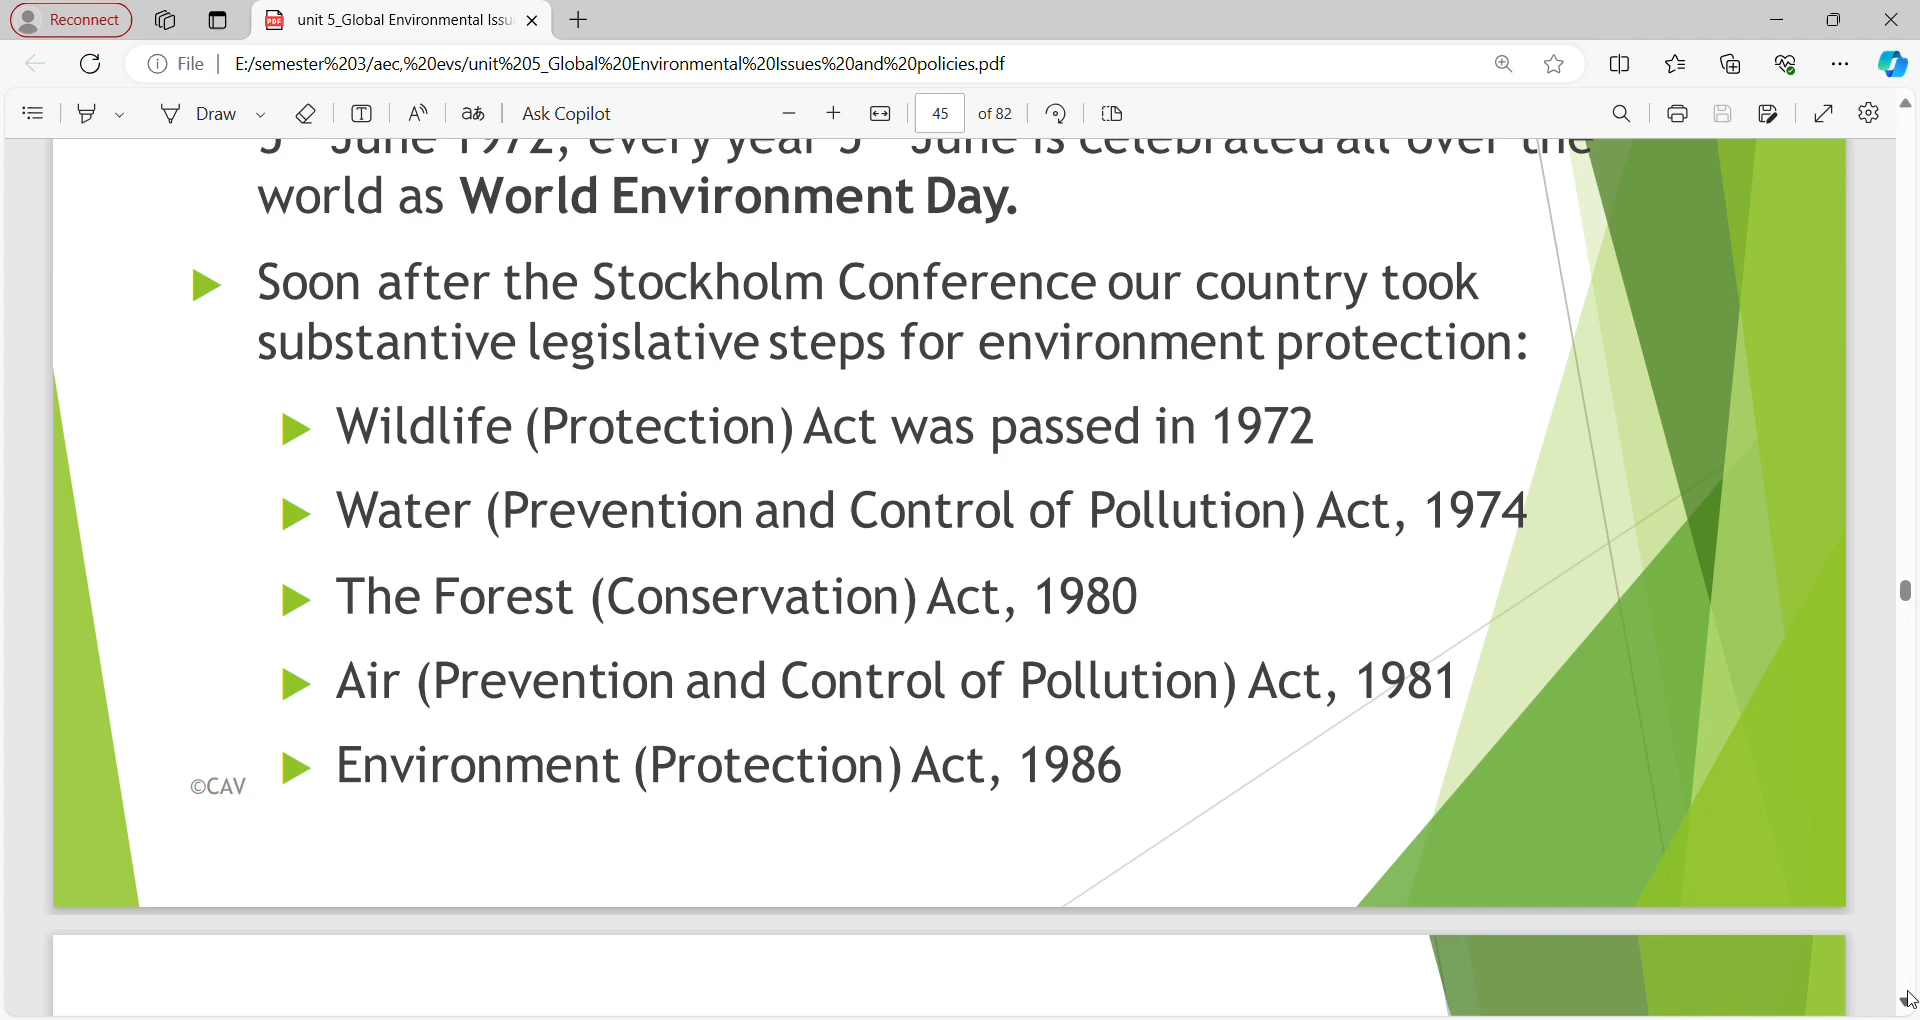 Reconnect
unit 5_Global Environmental Issu
File
E:/semester%203/aec,%20evs/unit%205_Global%20Environmental%20Issues%20and%20policies.pdf
Draw
Ask Copilot
45
of 82
5 June 1972, every year 5 June is celebrated all over the
world as World Environment Day.
Soon after the Stockholm Conference our country took
substantive legislative steps for environment protection:
Wildlife (Protection) Act was passed in 1972
Water (Prevention and Control of Pollution) Act, 1974
The Forest (Conservation) Act, 1980
Air (Prevention and Control of Pollution) Act, 1981
Environment (Protection) Act, 1986
©CAV